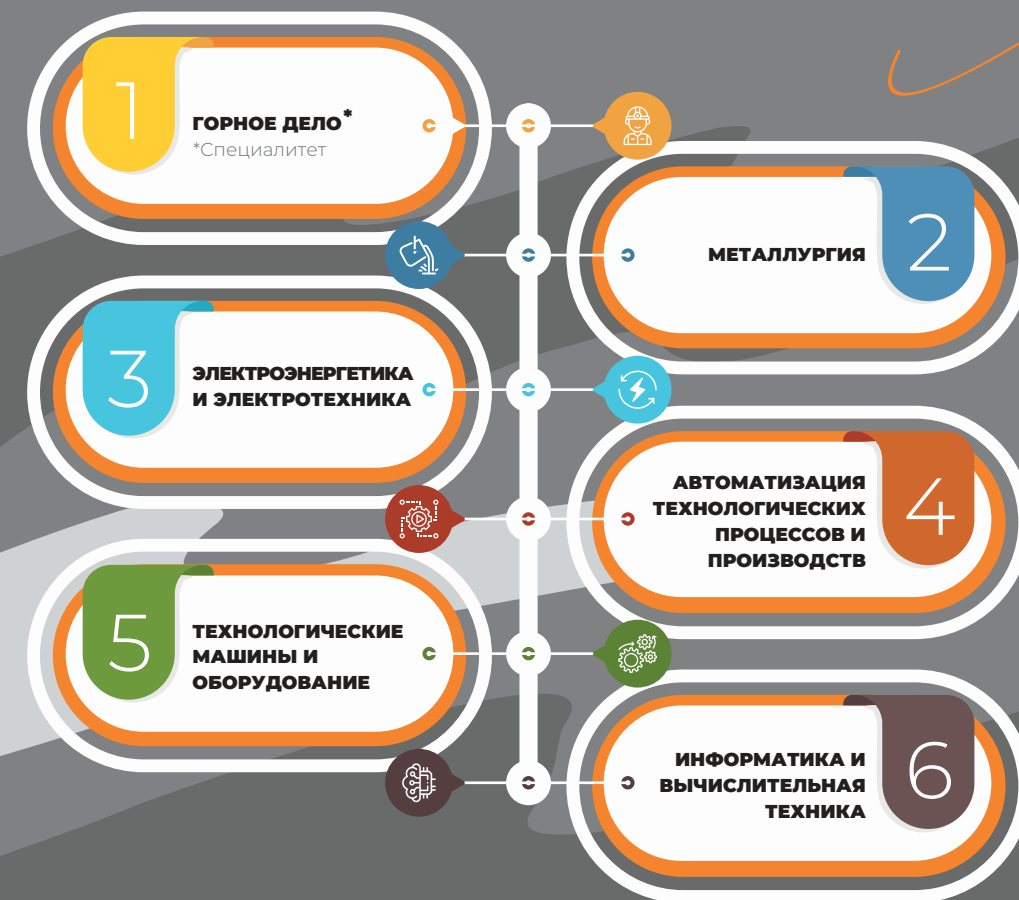 1
ГОРНОЕ ДЕЛО*
*Специалитет
2
МЕТАЛЛУРГИЯ
3
ЭЛЕКТРОЭНЕРГЕТИКА
И ЭЛЕКТРОТЕХНИКА
4
АВТОМАТИЗАЦИЯ
ТЕХНОЛОГИЧЕСКИХ
ПРОЦЕССОВ И
ПРОИЗВОДСТВ
5
ТЕХНОЛОГИЧЕСКИЕ
МАШИНЫ И
ОБОРУДОВАНИЕ
6
ИНФОРМАТИКА И
ВЫЧИСЛИТЕЛЬНАЯ
ТЕХНИКА